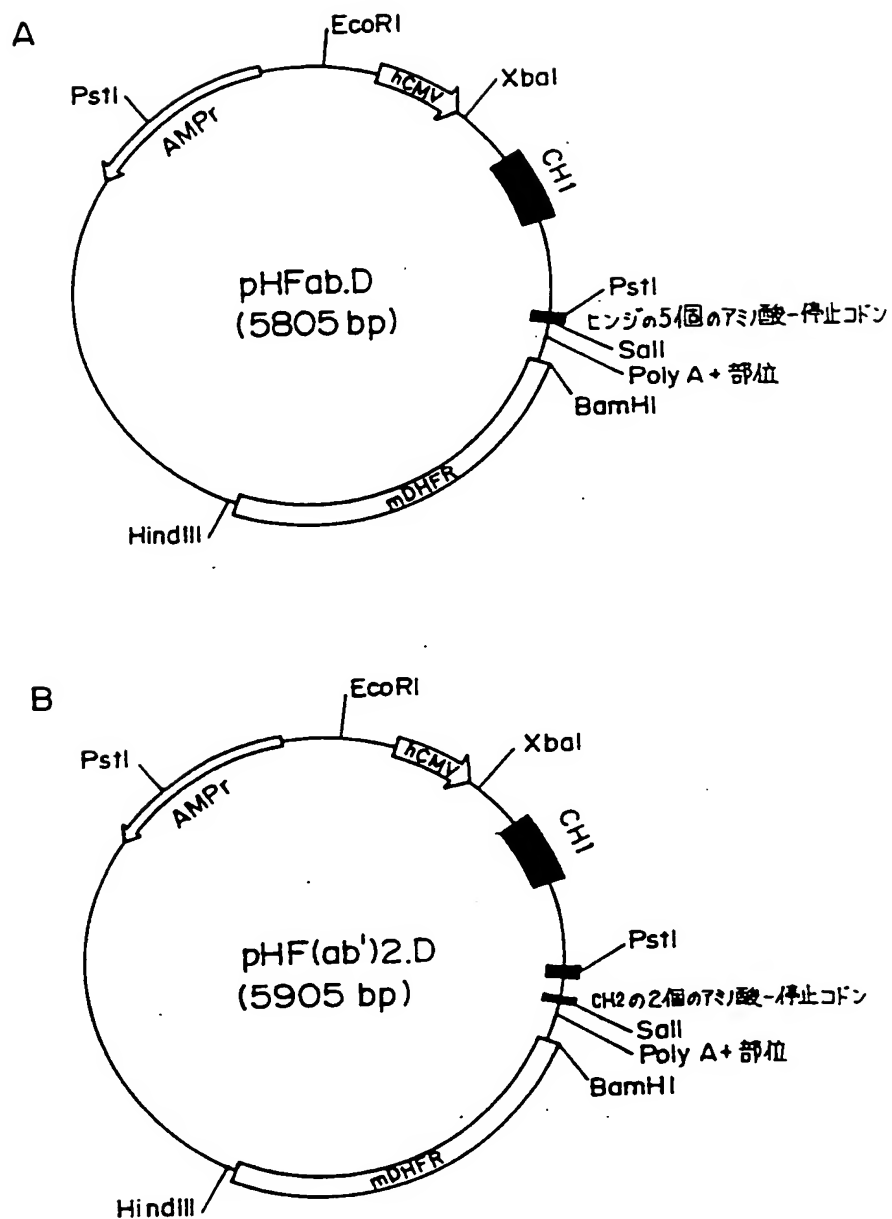 A
EcoRI
PstI
hCMV
XbaI
AMPr
CH1
pHFab.D
(5805 bp)
PstI
ヒンジの5個のアミノ酸-停止コドン
SalI
Poly A+ 部位
BamHI
mDHFR
HindIII
B
EcoRI
PstI
hCMV
XbaI
AMPr
CH1
pHF(ab')2.D
(5905 bp)
PstI
CH2の2個のアミノ酸-停止コドン
SalI
Poly A+ 部位
BamHI
mDHFR
HindIII